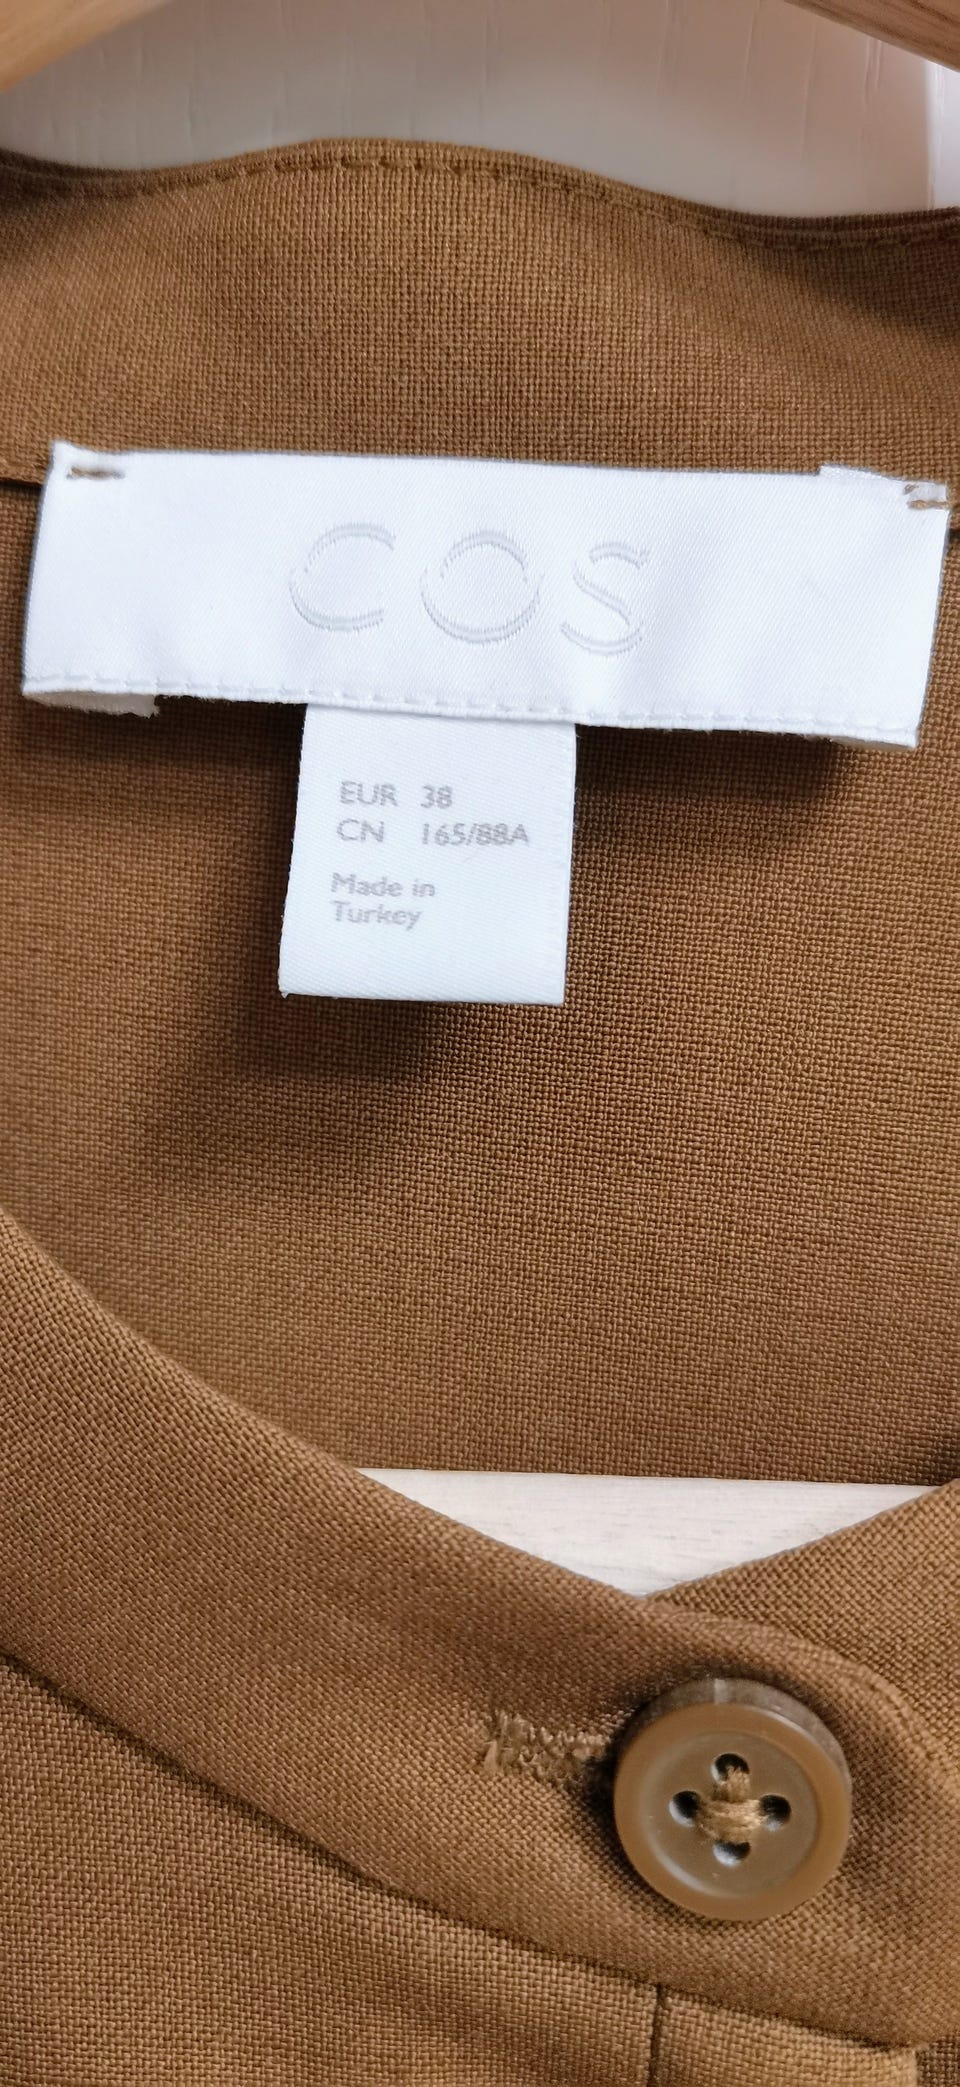 COS
EUR 38
CN 165/88A
Made in
Turkey